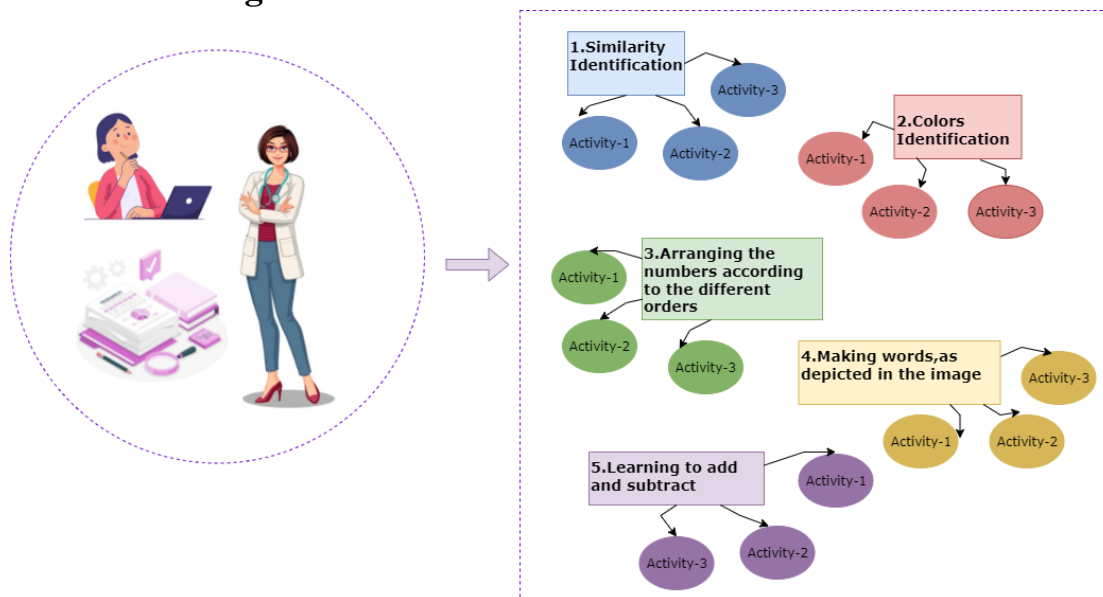 1.Similarity
Identification
Activity-3
Activity-1
Activity-2
2.Colors
Identification
Activity-1
Activity-2
Activity-3
3.Arranging the
numbers according
to the different
orders
Activity-1
Activity-2
Activity-3
4.Making words,as
depicted in the image
Activity-3
Activity-1
Activity-2
5.Learning to add
and subtract
Activity-1
Activity-2
Activity-3